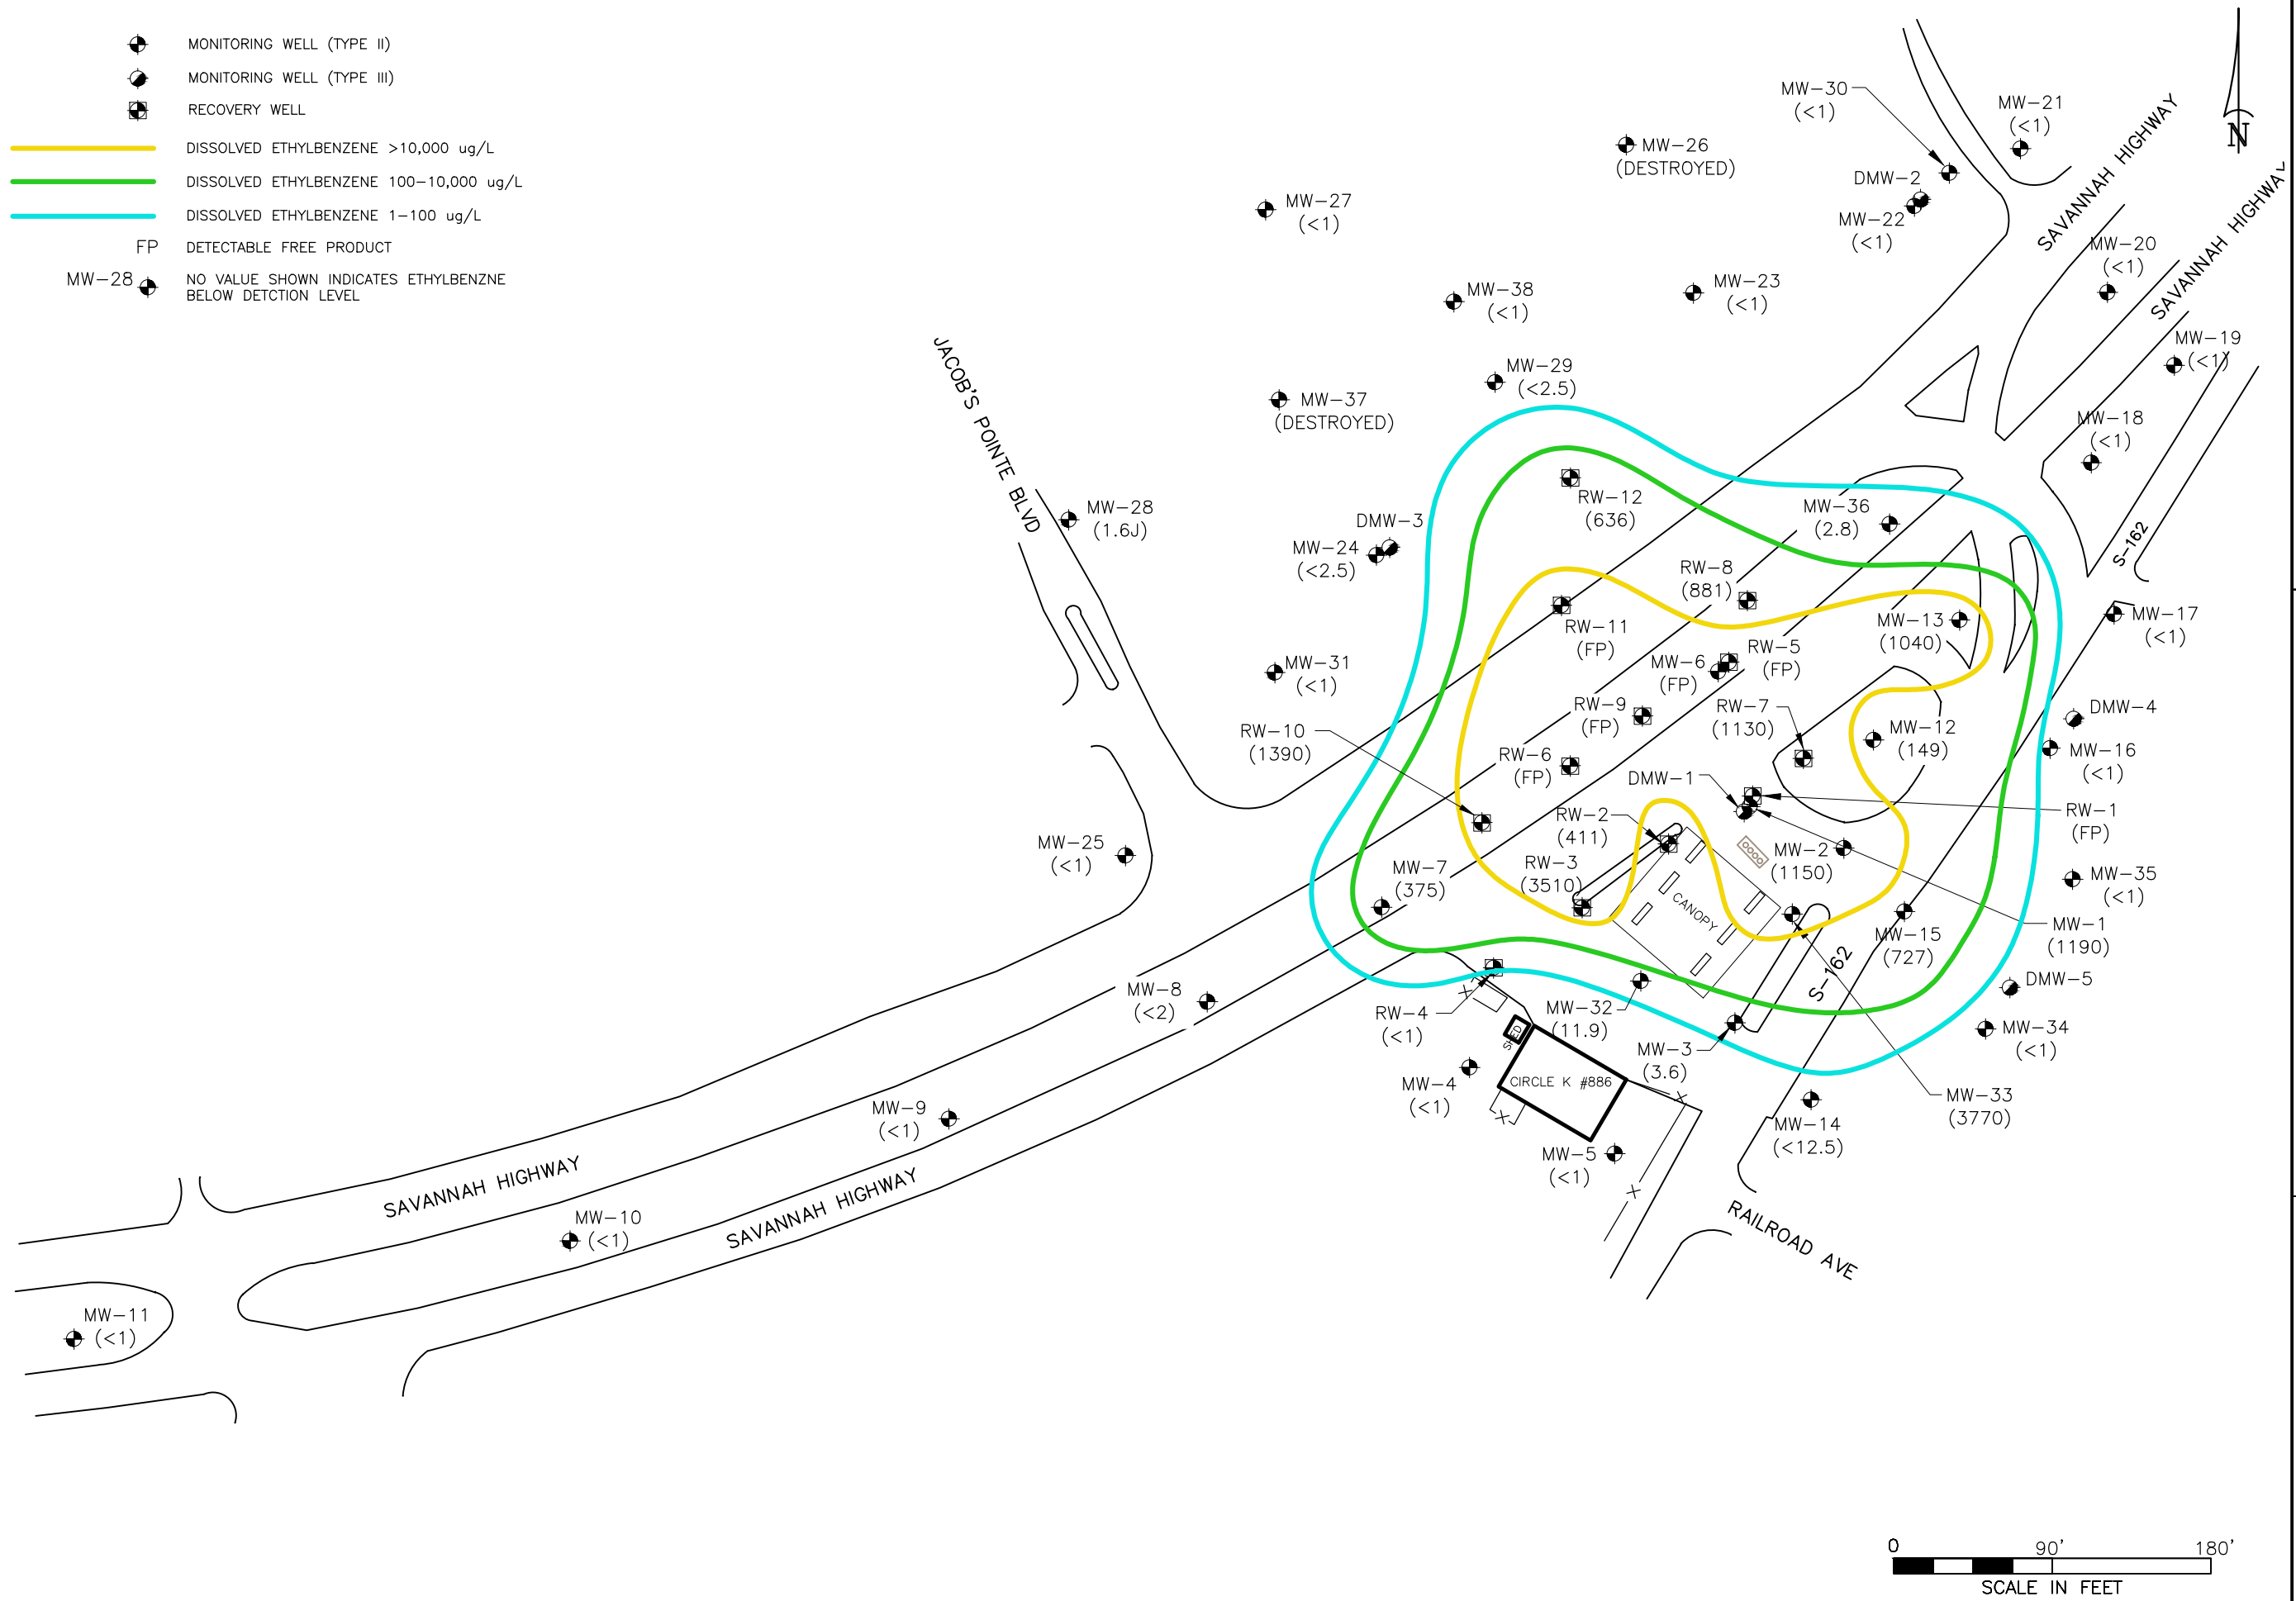 MONITORING WELL (TYPE II)
MONITORING WELL (TYPE III)
RECOVERY WELL
DISSOLVED ETHYLBENZENE >10,000 ug/L
DISSOLVED ETHYLBENZENE 100-10,000 ug/L
DISSOLVED ETHYLBENZENE 1-100 ug/L
FP DETECTABLE FREE PRODUCT
MW-28 NO VALUE SHOWN INDICATES ETHYLBENZNE
BELOW DETCTION LEVEL
N
MW-30
(<1)
MW-21
(<1)
SAVANNAH HIGHWAY
SAVANNAH HIGHWAY
MW-26
(DESTROYED)
DMW-2
MW-22
(<1)
MW-27
(<1)
MW-20
(<1)
MW-38
(<1)
MW-23
(<1)
MW-19
(<1)
MW-29
(<2.5)
MW-37
(DESTROYED)
MW-18
(<1)
JACOB'S POINTE BLVD
MW-28
(1.6J)
DMW-3
MW-24
(<2.5)
RW-12
(636)
MW-36
(2.8)
S-162
RW-8
(881)
MW-13
(1040)
MW-17
(<1)
RW-11
(FP)
MW-31
(<1)
MW-6
(FP)
RW-5
(FP)
RW-9
(FP)
RW-7
(1130)
DMW-4
MW-12
(149)
MW-16
(<1)
RW-10
(1390)
RW-6
(FP)
DMW-1
RW-1
(FP)
RW-2
(411)
MW-25
(<1)
MW-2
(1150)
RW-3
(3510)
MW-7
(375)
CANOPY
MW-35
(<1)
MW-1
(1190)
MW-15
(727)
S-162
DMW-5
MW-8
(<2)
RW-4
(<1)
X
X
MW-32
(11.9)
MW-34
(<1)
SHED
MW-3
(3.6)
MW-4
(<1)
CIRCLE K #886
X
X
MW-33
(3770)
MW-9
(<1)
MW-14
(<12.5)
MW-5
(<1)
X
RAILROAD AVE
SAVANNAH HIGHWAY
SAVANNAH HIGHWAY
MW-10
(<1)
MW-11
(<1)
0 90' 180'
SCALE IN FEET